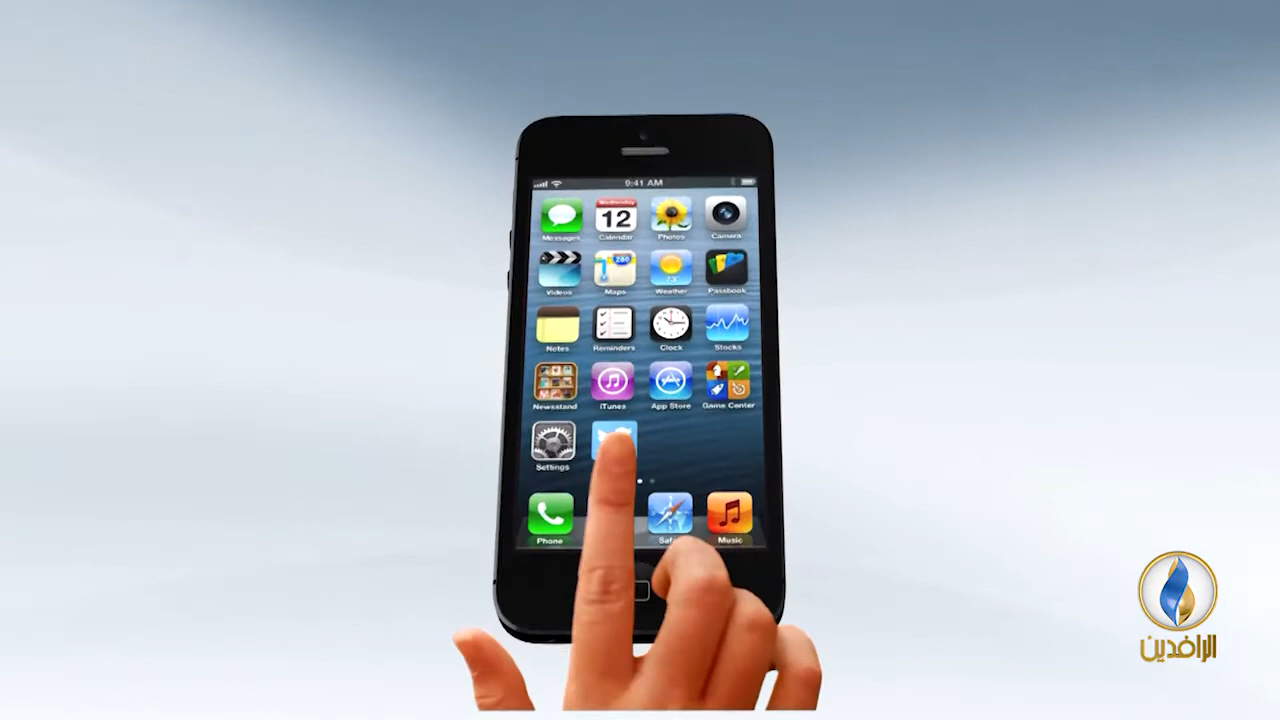 9:41 AM
Wednesday
12
Messages Calendar Photos Camera
280
Videos Maps Weather Passbook
Notes Reminders Clock Stocks
Newsstand iTunes App Store Game Center
Settings
Phone Music
الرافدين